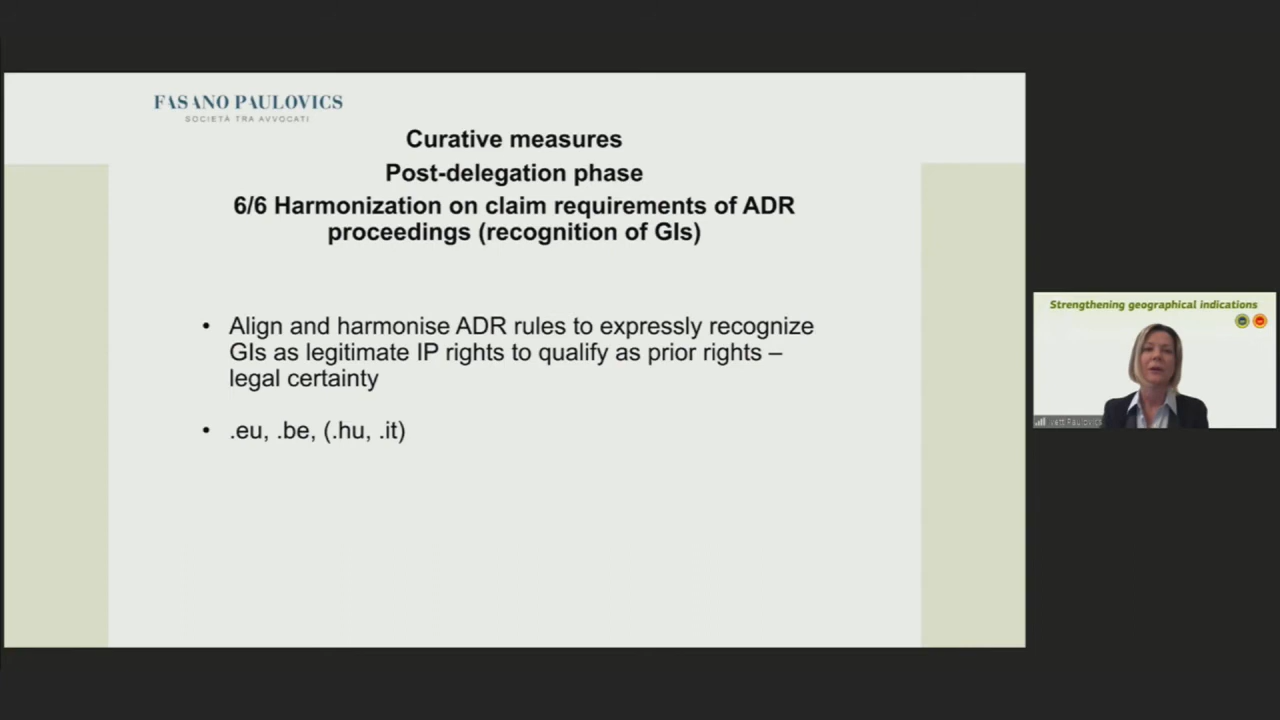 FASANO PAULOVICS
SOCIETÀ TRA AVVOCATI
Curative measures
Post-delegation phase
6/6 Harmonization on claim requirements of ADR
proceedings (recognition of GIs)
• Align and harmonise ADR rules to expressly recognize
GIs as legitimate IP rights to qualify as prior rights –
legal certainty
• .eu, .be, (.hu, .it)
Strengthening geographical indications
Ivett Paulovics